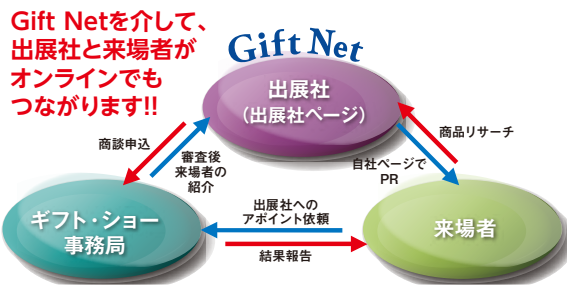 Gift Netを介して、
出展社と来場者が
オンラインでも
つながります!!
Gift Net
出展社
（出展社ページ）
商談申込
審査後
来場者の
紹介
商品リサーチ
自社ページで
PR
ギフト・ショー
事務局
出展社への
アポイント依頼
結果報告
来場者